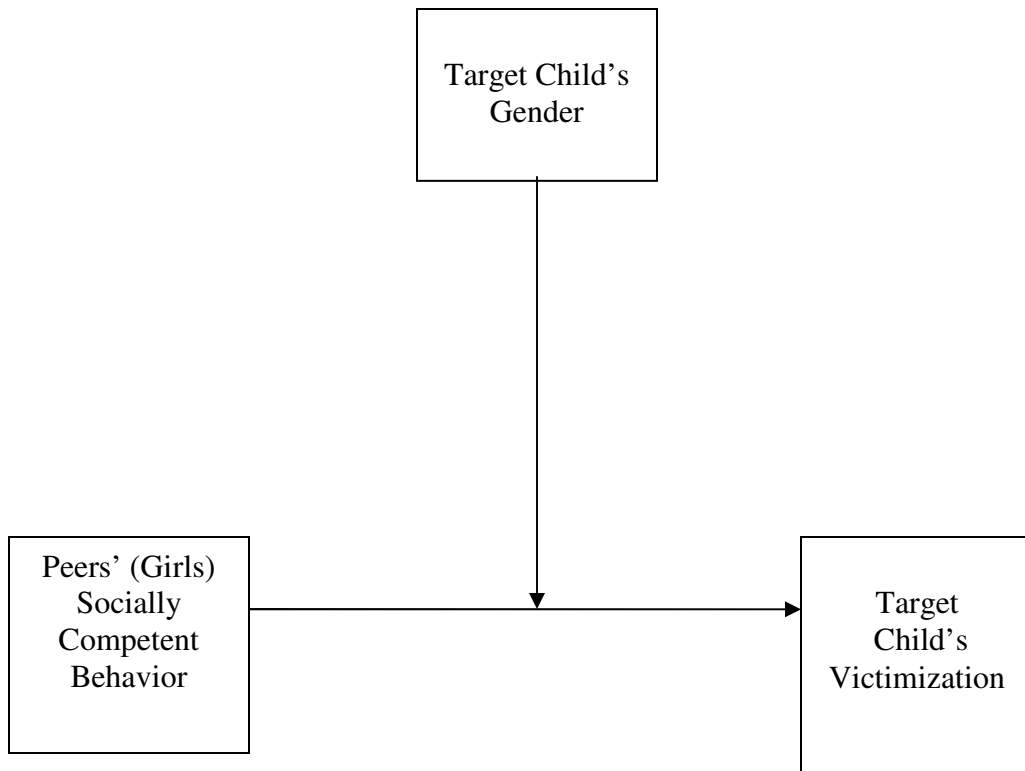 Target Child’s
Gender
Peers’ (Girls)
Socially
Competent
Behavior
Target
Child’s
Victimization